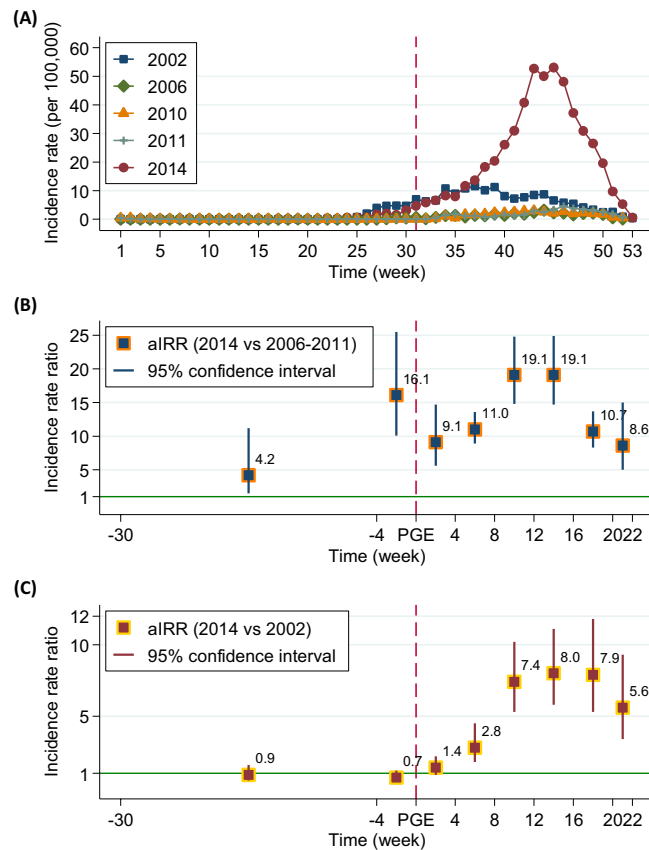 (A)
Incidence rate (per 100,000)
60
50
40
30
20
10
0
2002
2006
2010
2011
2014
1 5 10 15 20 25 30 35 40 45 50 53
Time (week)
(B)
Incidence rate ratio
25
20
15
10
5
1
aIRR (2014 vs 2006-2011)
95% confidence interval
4.2
16.1
9.1
11.0
19.1
19.1
10.7
8.6
-30 -4 PGE 4 8 12 16 2022
Time (week)
(C)
Incidence rate ratio
12
10
5
1
aIRR (2014 vs 2002)
95% confidence interval
0.9
0.7
1.4
2.8
7.4
8.0
7.9
5.6
-30 -4 PGE 4 8 12 16 2022
Time (week)